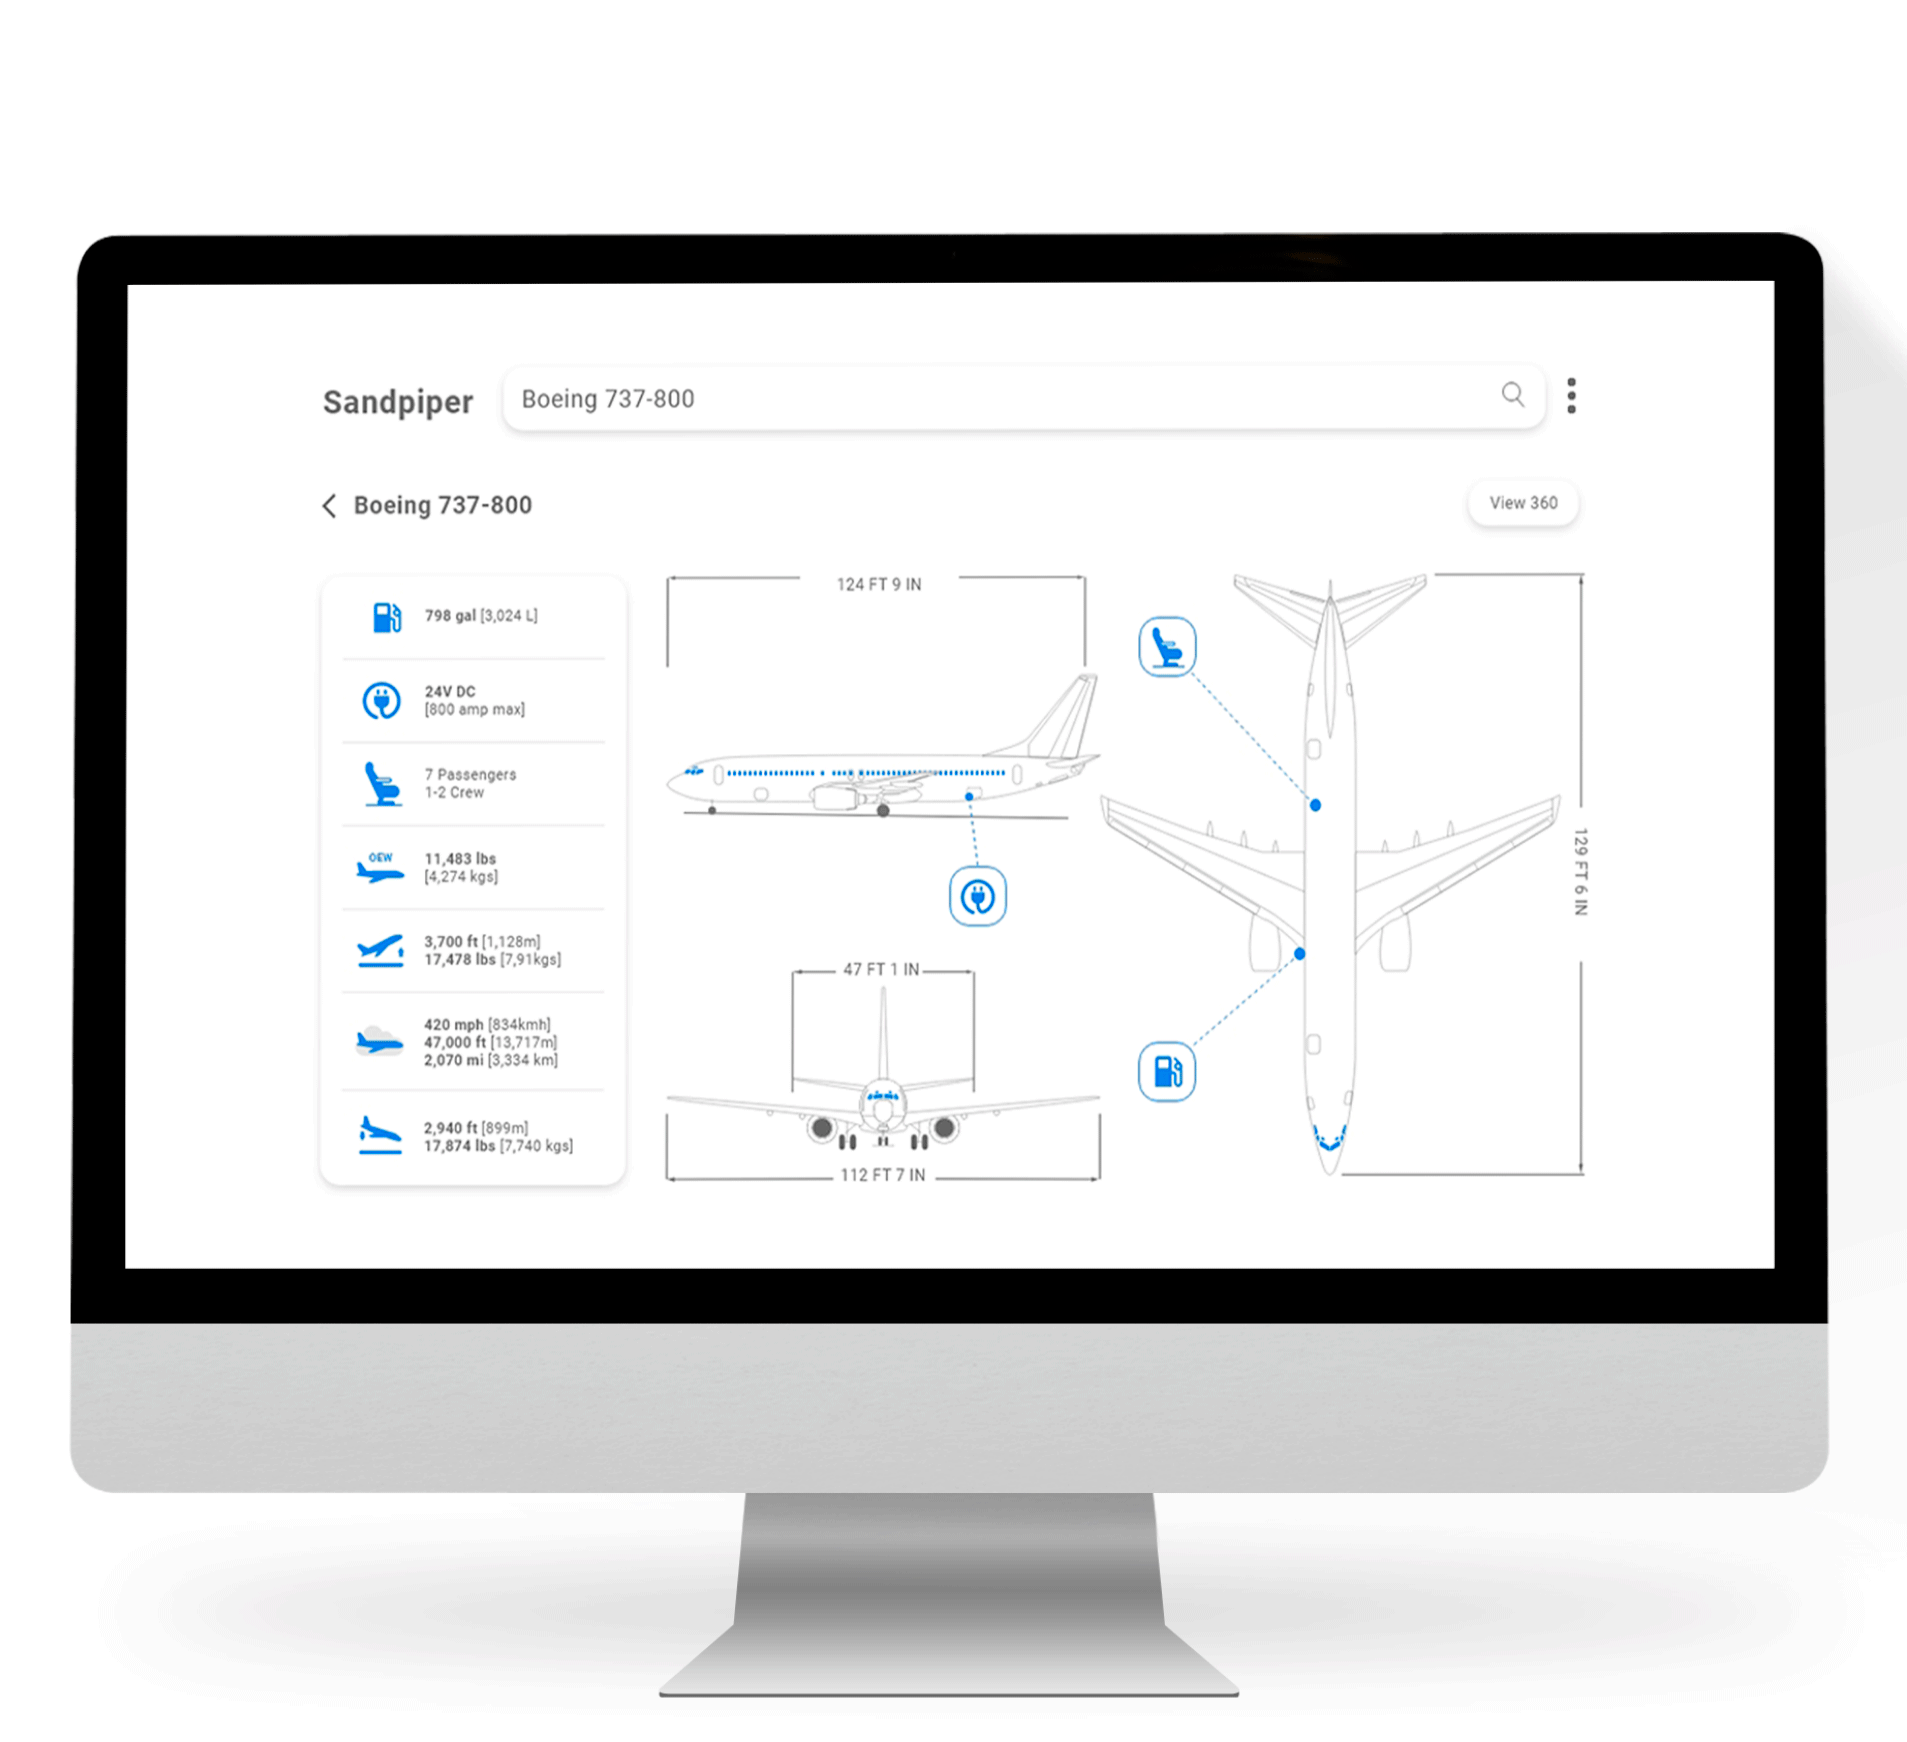 Sandpiper
Boeing 737-800
Boeing 737-800
View 360
798 gal [3,024 L]
24V DC
[800 amp max]
7 Passengers
1-2 Crew
OEW
11,483 lbs
[4,274 kgs]
3,700 ft [1,128m]
17,478 lbs [7,91kgs]
420 mph [834kmh]
47,000 ft [13,717m]
2,070 mi [3,334 km]
2,940 ft [899m]
17,874 lbs [7,740 kgs]
124 FT 9 IN
47 FT 1 IN
112 FT 7 IN
129 FT 6 IN